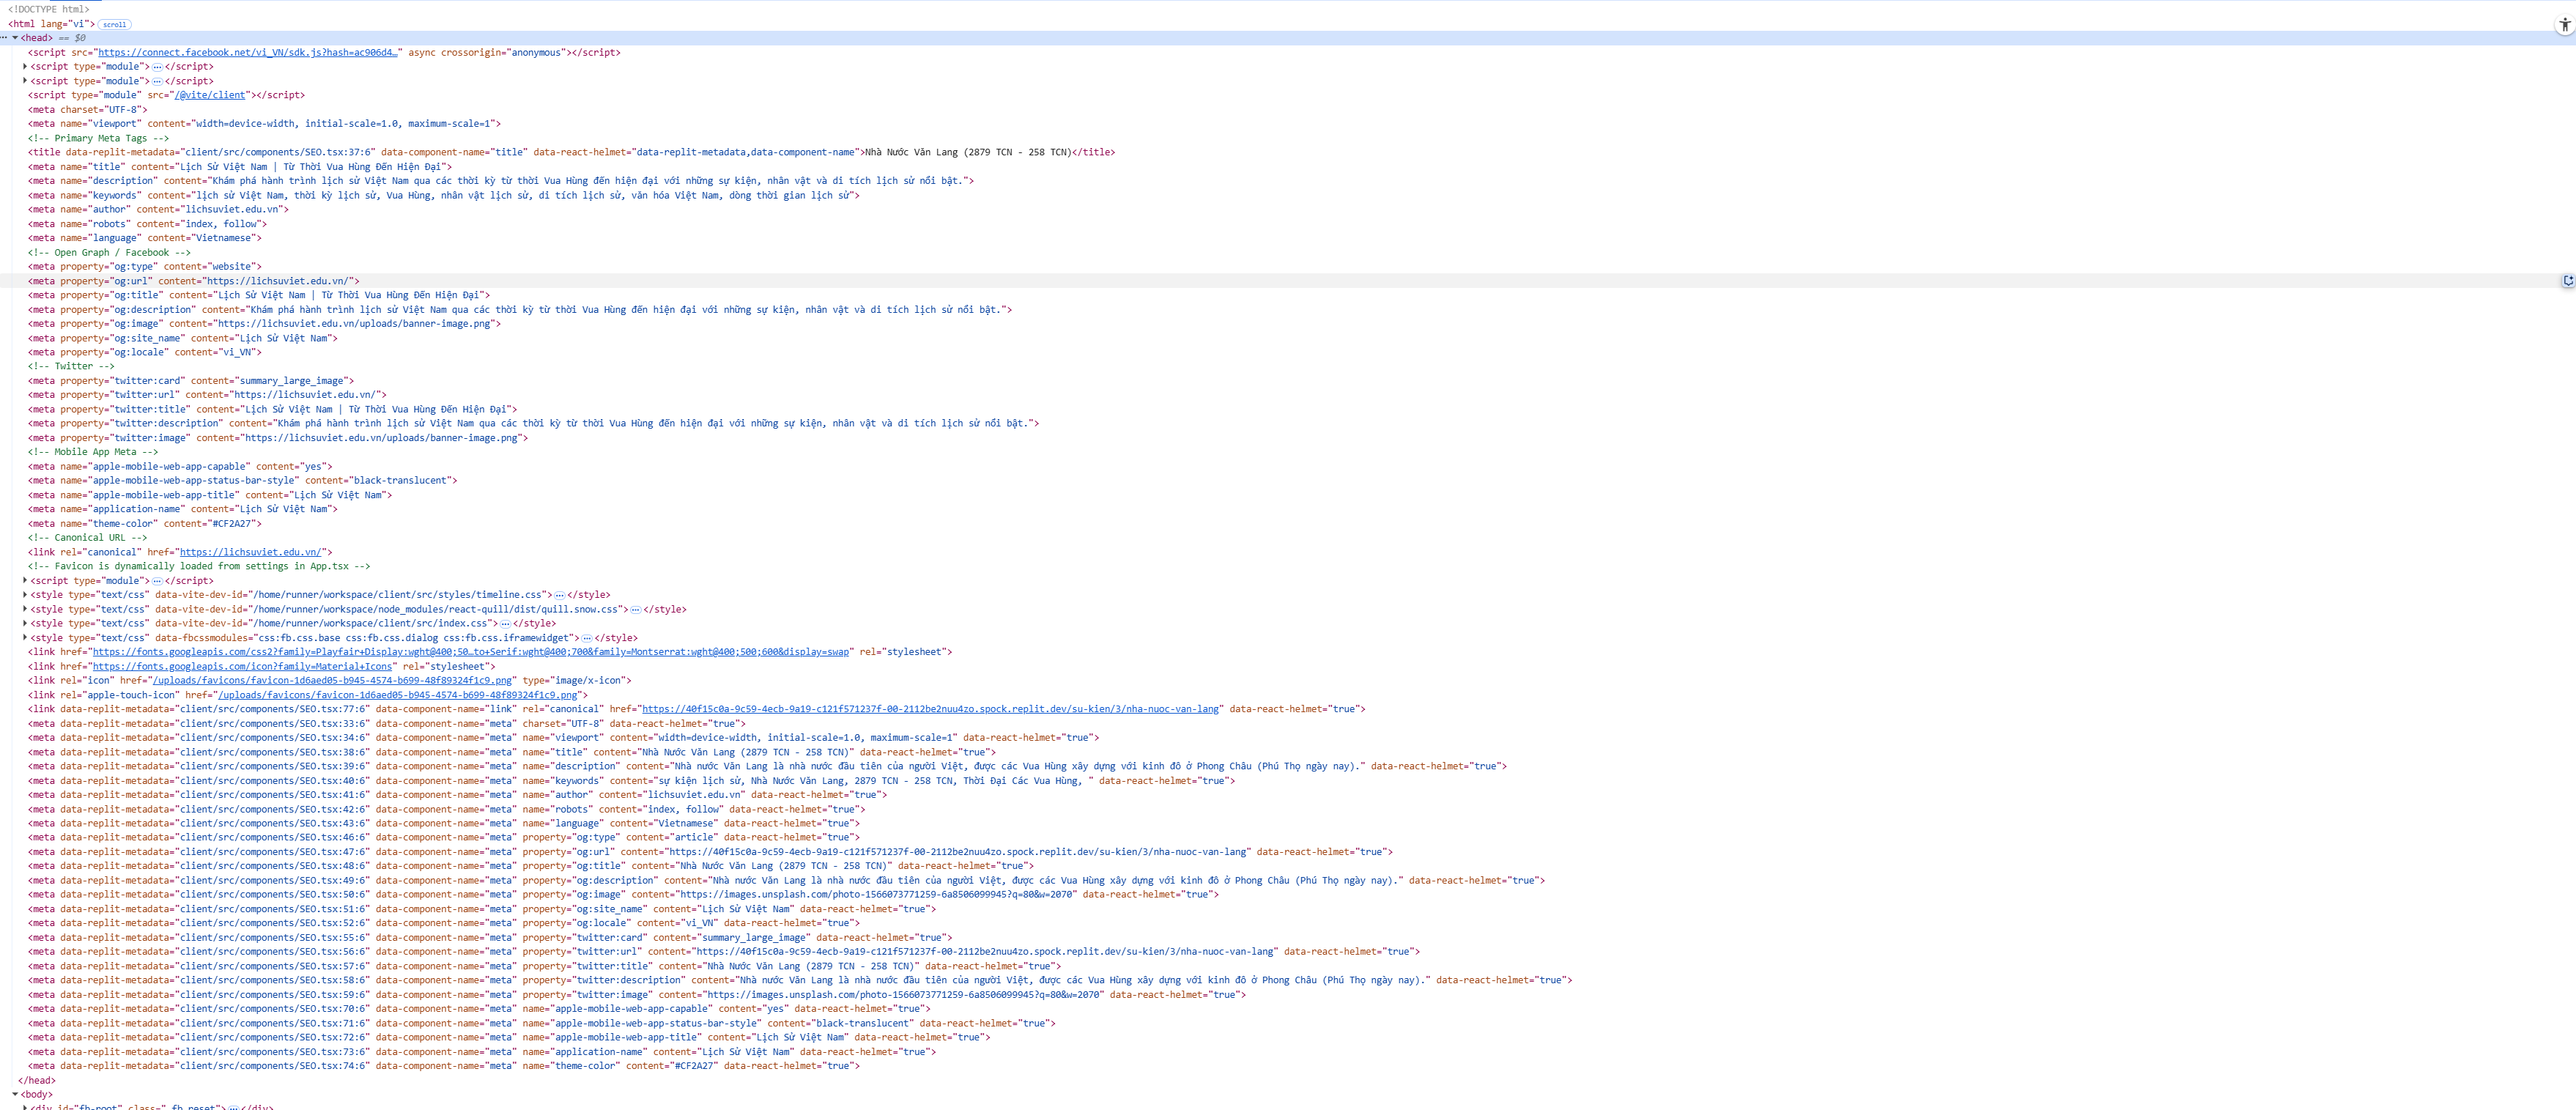 <!DOCTYPE html>
<html lang="vi"> scroll
<head> == $0
<script src="https://connect.facebook.net/vi_VN/sdk.js?hash=ac906d4…" async crossorigin="anonymous"></script>
<script type="module">…</script>
<script type="module">…</script>
<script type="module" src="/@vite/client"></script>
<meta charset="UTF-8">
<meta name="viewport" content="width=device-width, initial-scale=1.0, maximum-scale=1">
<!-- Primary Meta Tags -->
<title data-replit-metadata="client/src/components/SEO.tsx:37:6" data-component-name="title" data-react-helmet="data-replit-metadata,data-component-name">Nhà Nước Văn Lang (2879 TCN - 258 TCN)</title>
<meta name="title" content="Lịch Sử Việt Nam | Từ Thời Vua Hùng Đến Hiện Đại">
<meta name="description" content="Khám phá hành trình lịch sử Việt Nam qua các thời kỳ từ thời Vua Hùng đến hiện đại với những sự kiện, nhân vật và di tích lịch sử nổi bật.">
<meta name="keywords" content="lịch sử Việt Nam, thời kỳ lịch sử, Vua Hùng, nhân vật lịch sử, di tích lịch sử, văn hóa Việt Nam, dòng thời gian lịch sử">
<meta name="author" content="lichsuviet.edu.vn">
<meta name="robots" content="index, follow">
<meta name="language" content="Vietnamese">
<!-- Open Graph / Facebook -->
<meta property="og:type" content="website">
<meta property="og:url" content="https://lichsuviet.edu.vn/">
<meta property="og:title" content="Lịch Sử Việt Nam | Từ Thời Vua Hùng Đến Hiện Đại">
<meta property="og:description" content="Khám phá hành trình lịch sử Việt Nam qua các thời kỳ từ thời Vua Hùng đến hiện đại với những sự kiện, nhân vật và di tích lịch sử nổi bật.">
<meta property="og:image" content="https://lichsuviet.edu.vn/uploads/banner-image.png">
<meta property="og:site_name" content="Lịch Sử Việt Nam">
<meta property="og:locale" content="vi_VN">
<!-- Twitter -->
<meta property="twitter:card" content="summary_large_image">
<meta property="twitter:url" content="https://lichsuviet.edu.vn/">
<meta property="twitter:title" content="Lịch Sử Việt Nam | Từ Thời Vua Hùng Đến Hiện Đại">
<meta property="twitter:description" content="Khám phá hành trình lịch sử Việt Nam qua các thời kỳ từ thời Vua Hùng đến hiện đại với những sự kiện, nhân vật và di tích lịch sử nổi bật.">
<meta property="twitter:image" content="https://lichsuviet.edu.vn/uploads/banner-image.png">
<!-- Mobile App Meta -->
<meta name="apple-mobile-web-app-capable" content="yes">
<meta name="apple-mobile-web-app-status-bar-style" content="black-translucent">
<meta name="apple-mobile-web-app-title" content="Lịch Sử Việt Nam">
<meta name="application-name" content="Lịch Sử Việt Nam">
<meta name="theme-color" content="#CF2A27">
<!-- Canonical URL -->
<link rel="canonical" href="https://lichsuviet.edu.vn/">
<!-- Favicon is dynamically loaded from settings in App.tsx -->
<script type="module">…</script>
<style type="text/css" data-vite-dev-id="/home/runner/workspace/client/src/styles/timeline.css">…</style>
<style type="text/css" data-vite-dev-id="/home/runner/workspace/node_modules/react-quill/dist/quill.snow.css">…</style>
<style type="text/css" data-vite-dev-id="/home/runner/workspace/client/src/index.css">…</style>
<style type="text/css" data-fbcssmodules="css:fb.css.base css:fb.css.dialog css:fb.css.iframewidget">…</style>
<link href="https://fonts.googleapis.com/css2?family=Playfair+Display:wght@400;50…to+Serif:wght@400;700&family=Montserrat:wght@400;500;600&display=swap" rel="stylesheet">
<link href="https://fonts.googleapis.com/icon?family=Material+Icons" rel="stylesheet">
<link rel="icon" href="/uploads/favicons/favicon-1d6aed05-b945-4574-b699-48f89324f1c9.png" type="image/x-icon">
<link rel="apple-touch-icon" href="/uploads/favicons/favicon-1d6aed05-b945-4574-b699-48f89324f1c9.png">
<link data-replit-metadata="client/src/components/SEO.tsx:77:6" data-component-name="link" rel="canonical" href="https://40f15c0a-9c59-4ecb-9a19-c121f571237f-00-2112be2nuu4zo.spock.replit.dev/su-kien/3/nha-nuoc-van-lang" data-react-helmet="true">
<meta data-replit-metadata="client/src/components/SEO.tsx:33:6" data-component-name="meta" charset="UTF-8" data-react-helmet="true">
<meta data-replit-metadata="client/src/components/SEO.tsx:34:6" data-component-name="meta" name="viewport" content="width=device-width, initial-scale=1.0, maximum-scale=1" data-react-helmet="true">
<meta data-replit-metadata="client/src/components/SEO.tsx:38:6" data-component-name="meta" name="title" content="Nhà Nước Văn Lang (2879 TCN - 258 TCN)" data-react-helmet="true">
<meta data-replit-metadata="client/src/components/SEO.tsx:39:6" data-component-name="meta" name="description" content="Nhà nước Văn Lang là nhà nước đầu tiên của người Việt, được các Vua Hùng xây dựng với kinh đô ở Phong Châu (Phú Thọ ngày nay)." data-react-helmet="true">
<meta data-replit-metadata="client/src/components/SEO.tsx:40:6" data-component-name="meta" name="keywords" content="sự kiện lịch sử, Nhà Nước Văn Lang, 2879 TCN - 258 TCN, Thời Đại Các Vua Hùng, " data-react-helmet="true">
<meta data-replit-metadata="client/src/components/SEO.tsx:41:6" data-component-name="meta" name="author" content="lichsuviet.edu.vn" data-react-helmet="true">
<meta data-replit-metadata="client/src/components/SEO.tsx:42:6" data-component-name="meta" name="robots" content="index, follow" data-react-helmet="true">
<meta data-replit-metadata="client/src/components/SEO.tsx:43:6" data-component-name="meta" name="language" content="Vietnamese" data-react-helmet="true">
<meta data-replit-metadata="client/src/components/SEO.tsx:46:6" data-component-name="meta" property="og:type" content="article" data-react-helmet="true">
<meta data-replit-metadata="client/src/components/SEO.tsx:47:6" data-component-name="meta" property="og:url" content="https://40f15c0a-9c59-4ecb-9a19-c121f571237f-00-2112be2nuu4zo.spock.replit.dev/su-kien/3/nha-nuoc-van-lang" data-react-helmet="true">
<meta data-replit-metadata="client/src/components/SEO.tsx:48:6" data-component-name="meta" property="og:title" content="Nhà Nước Văn Lang (2879 TCN - 258 TCN)" data-react-helmet="true">
<meta data-replit-metadata="client/src/components/SEO.tsx:49:6" data-component-name="meta" property="og:description" content="Nhà nước Văn Lang là nhà nước đầu tiên của người Việt, được các Vua Hùng xây dựng với kinh đô ở Phong Châu (Phú Thọ ngày nay)." data-react-helmet="true">
<meta data-replit-metadata="client/src/components/SEO.tsx:50:6" data-component-name="meta" property="og:image" content="https://images.unsplash.com/photo-1566073771259-6a8506099945?q=80&w=2070" data-react-helmet="true">
<meta data-replit-metadata="client/src/components/SEO.tsx:51:6" data-component-name="meta" property="og:site_name" content="Lịch Sử Việt Nam" data-react-helmet="true">
<meta data-replit-metadata="client/src/components/SEO.tsx:52:6" data-component-name="meta" property="og:locale" content="vi_VN" data-react-helmet="true">
<meta data-replit-metadata="client/src/components/SEO.tsx:55:6" data-component-name="meta" property="twitter:card" content="summary_large_image" data-react-helmet="true">
<meta data-replit-metadata="client/src/components/SEO.tsx:56:6" data-component-name="meta" property="twitter:url" content="https://40f15c0a-9c59-4ecb-9a19-c121f571237f-00-2112be2nuu4zo.spock.replit.dev/su-kien/3/nha-nuoc-van-lang" data-react-helmet="true">
<meta data-replit-metadata="client/src/components/SEO.tsx:57:6" data-component-name="meta" property="twitter:title" content="Nhà Nước Văn Lang (2879 TCN - 258 TCN)" data-react-helmet="true">
<meta data-replit-metadata="client/src/components/SEO.tsx:58:6" data-component-name="meta" property="twitter:description" content="Nhà nước Văn Lang là nhà nước đầu tiên của người Việt, được các Vua Hùng xây dựng với kinh đô ở Phong Châu (Phú Thọ ngày nay)." data-react-helmet="true">
<meta data-replit-metadata="client/src/components/SEO.tsx:59:6" data-component-name="meta" property="twitter:image" content="https://images.unsplash.com/photo-1566073771259-6a8506099945?q=80&w=2070" data-react-helmet="true">
<meta data-replit-metadata="client/src/components/SEO.tsx:70:6" data-component-name="meta" name="apple-mobile-web-app-capable" content="yes" data-react-helmet="true">
<meta data-replit-metadata="client/src/components/SEO.tsx:71:6" data-component-name="meta" name="apple-mobile-web-app-status-bar-style" content="black-translucent" data-react-helmet="true">
<meta data-replit-metadata="client/src/components/SEO.tsx:72:6" data-component-name="meta" name="apple-mobile-web-app-title" content="Lịch Sử Việt Nam" data-react-helmet="true">
<meta data-replit-metadata="client/src/components/SEO.tsx:73:6" data-component-name="meta" name="application-name" content="Lịch Sử Việt Nam" data-react-helmet="true">
<meta data-replit-metadata="client/src/components/SEO.tsx:74:6" data-component-name="meta" name="theme-color" content="#CF2A27" data-react-helmet="true">
</head>
<body>
<div id="fb-root" class=" fb_reset">…</div>